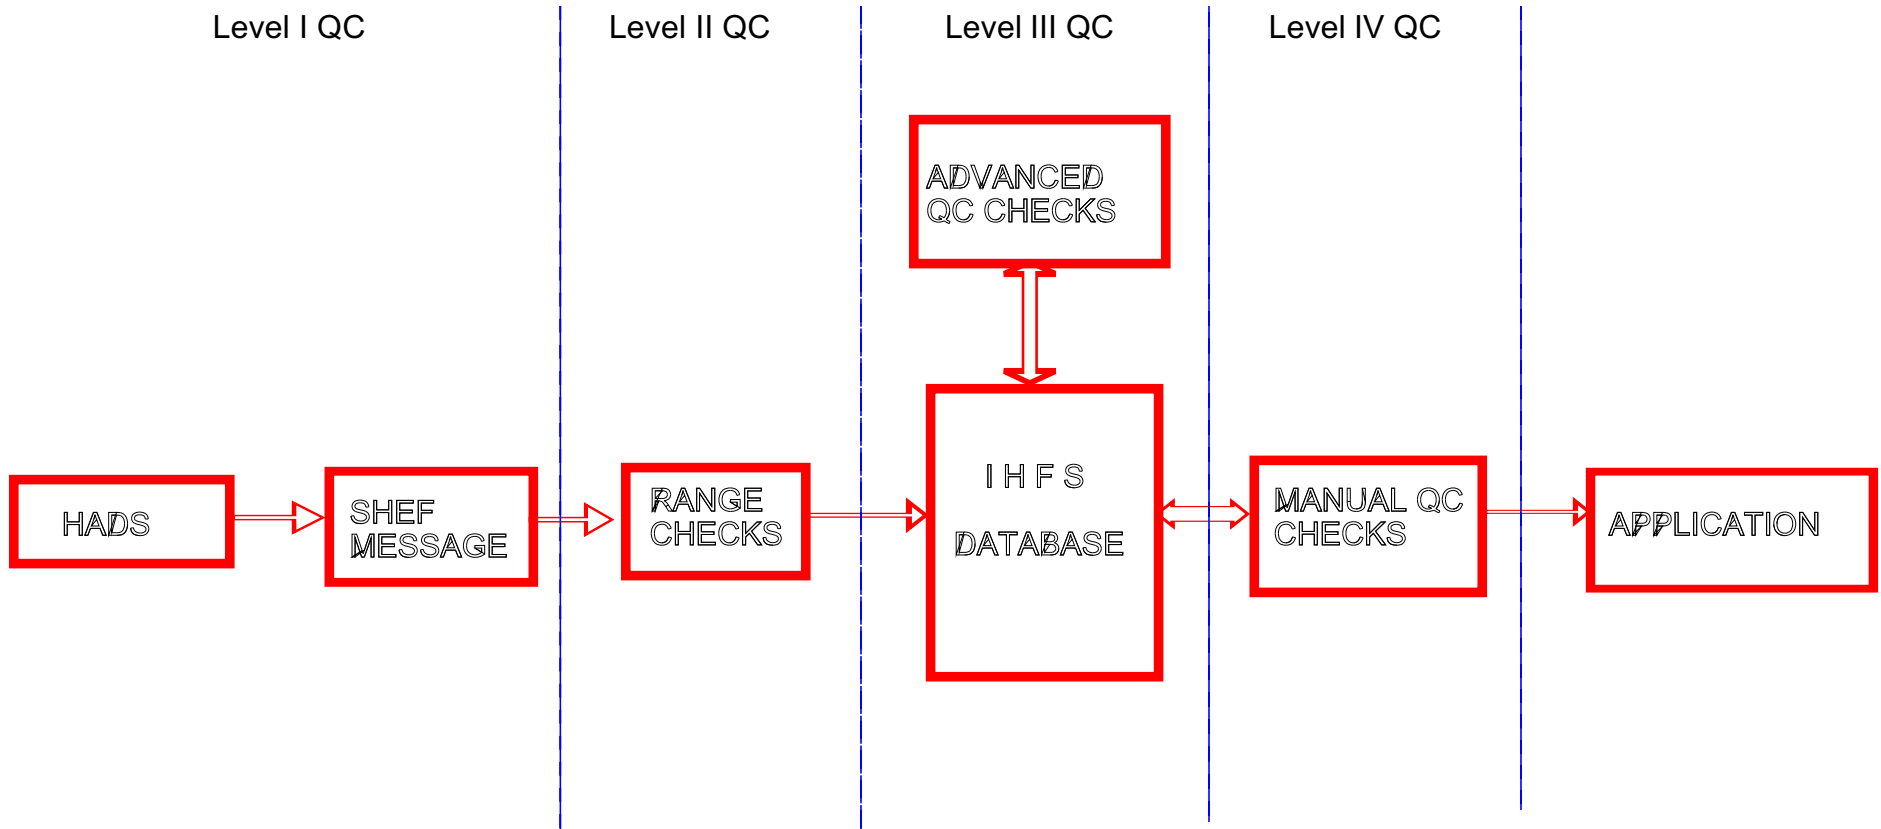 Level I QC
Level II QC
Level III QC
Level IV QC
ADVANCED
QC CHECKS
HADS
SHEF
MESSAGE
RANGE
CHECKS
I H F S
DATABASE
MANUAL QC
CHECKS
APPLICATION